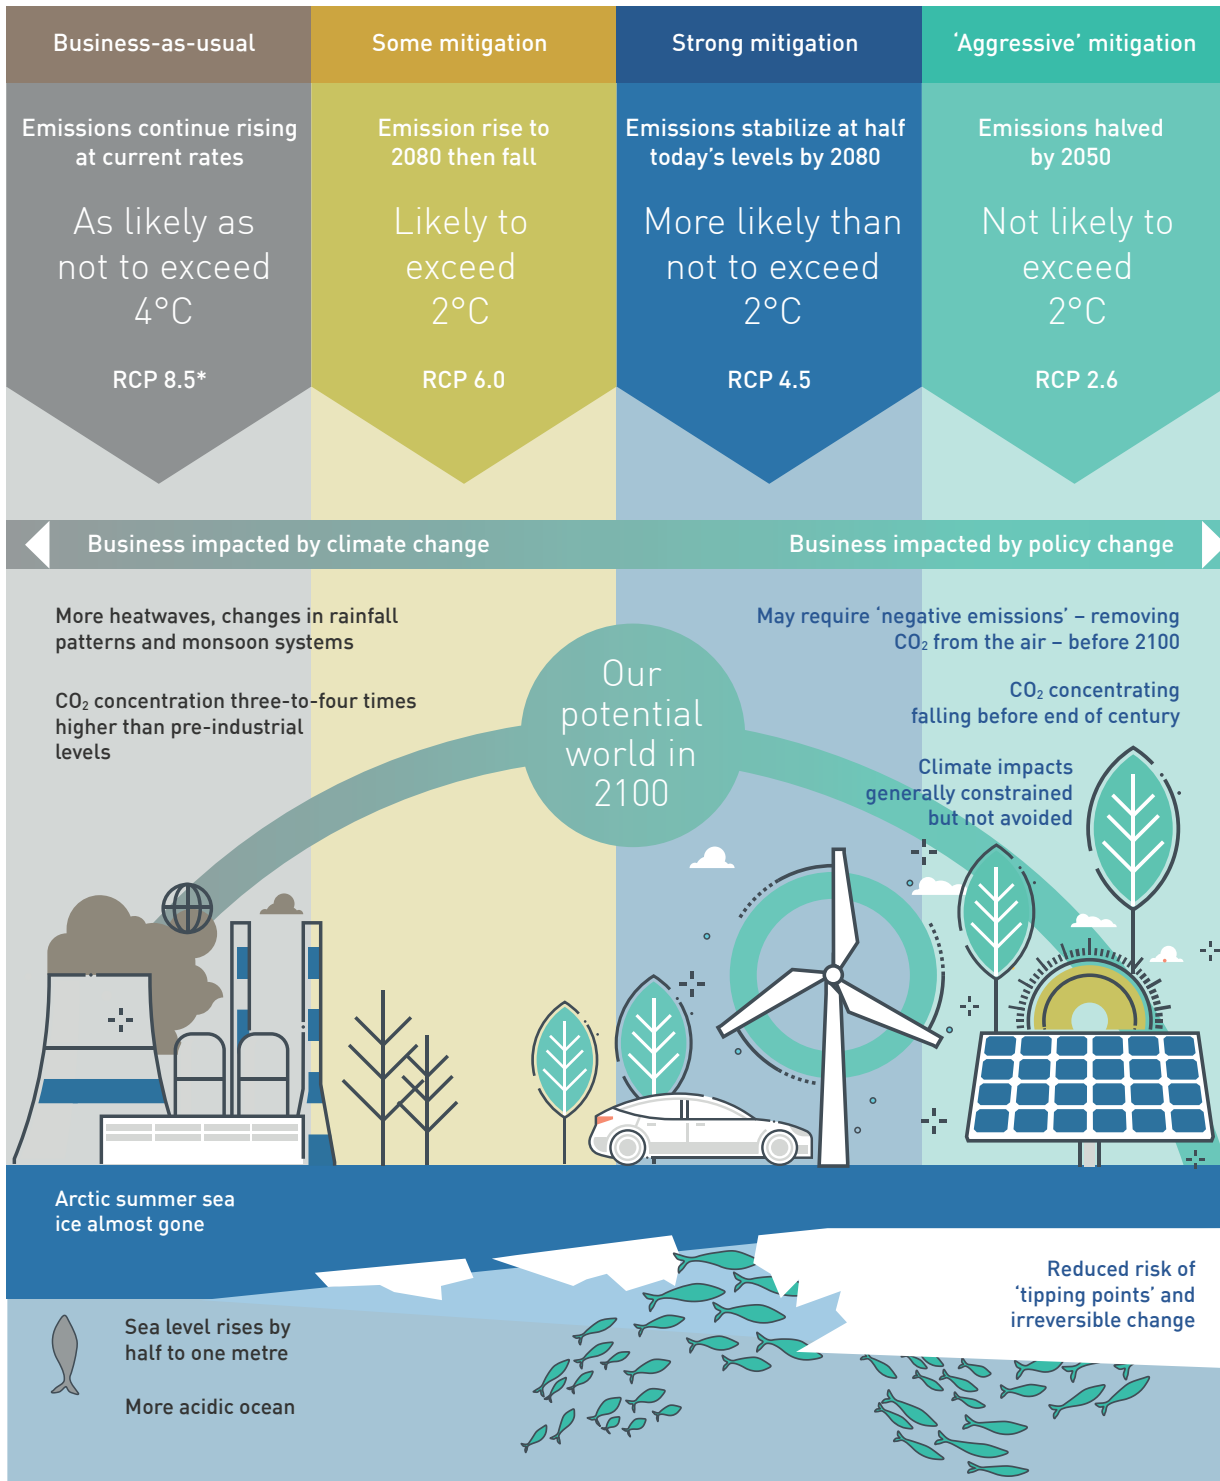 Business-as-usual
Some mitigation
Strong mitigation
‘Aggressive’ mitigation
Emissions continue rising
at current rates
As likely as
not to exceed
4°C
RCP 8.5*
Emission rise to
2080 then fall
Likely to
exceed
2°C
RCP 6.0
Emissions stabilize at half
today’s levels by 2080
More likely than
not to exceed
2°C
RCP 4.5
Emissions halved
by 2050
Not likely to
exceed
2°C
RCP 2.6
Business impacted by climate change
Business impacted by policy change
More heatwaves, changes in rainfall
patterns and monsoon systems
CO₂ concentration three-to-four times
higher than pre-industrial
levels
Our
potential
world in
2100
May require ‘negative emissions’ – removing
CO₂ from the air – before 2100
CO₂ concentrating
falling before end of century
Climate impacts
generally constrained
but not avoided
Arctic summer sea
ice almost gone
Sea level rises by
half to one metre
More acidic ocean
Reduced risk of
‘tipping points’ and
irreversible change